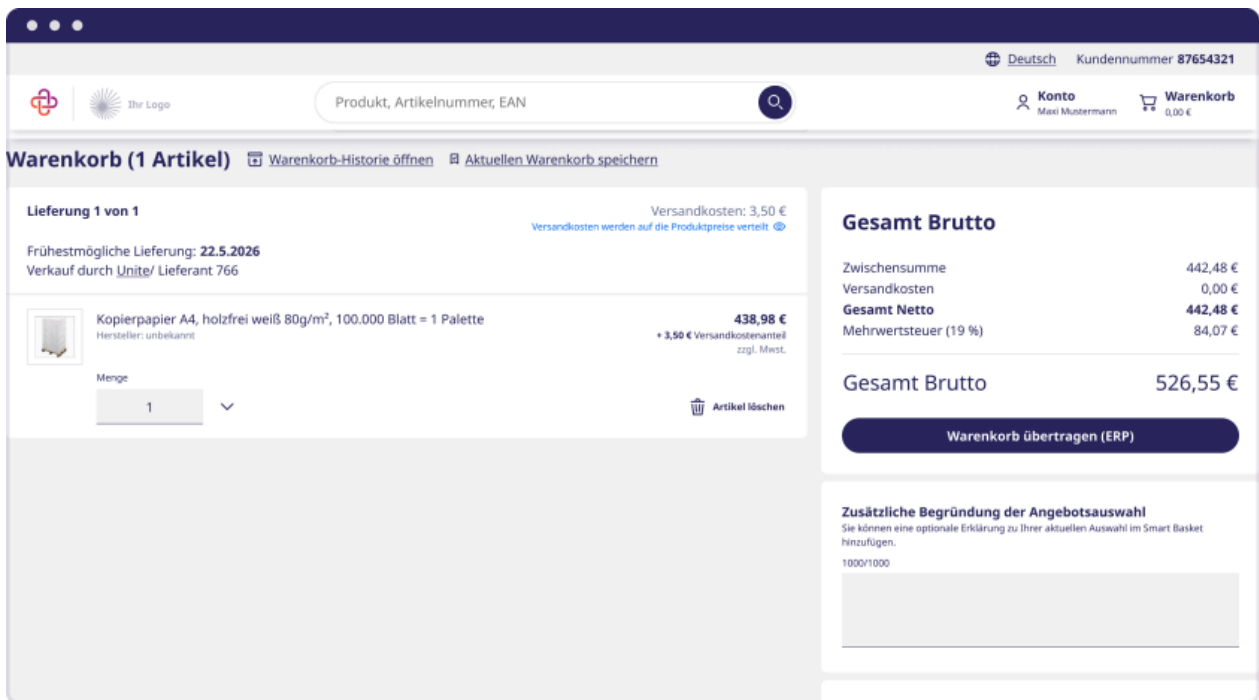 Deutsch Kundennummer 87654321
Ihr Logo
Produkt, Artikelnummer, EAN
Konto
Maxi Mustermann
Warenkorb
0,00 €
Warenkorb (1 Artikel) Warenkorb-Historie öffnen Aktuellen Warenkorb speichern
Lieferung 1 von 1
Versandkosten: 3,50 €
Versandkosten werden auf die Produktpreise verteilt
Frühestmögliche Lieferung: 22.5.2026
Verkauf durch Unite/ Lieferant 766
Kopierpapier A4, holzfrei weiß 80g/m², 100.000 Blatt = 1 Palette
Hersteller: unbekannt
438,98 €
+ 3,50 € Versandkostenanteil
zzgl. Mwst.
Menge
1
Artikel löschen
Gesamt Brutto
Zwischensumme 442,48 €
Versandkosten 0,00 €
Gesamt Netto 442,48 €
Mehrwertsteuer (19 %) 84,07 €
Gesamt Brutto 526,55 €
Warenkorb übertragen (ERP)
Zusätzliche Begründung der Angebotsauswahl
Sie können eine optionale Erklärung zu Ihrer aktuellen Auswahl im Smart Basket
hinzufügen.
1000/1000